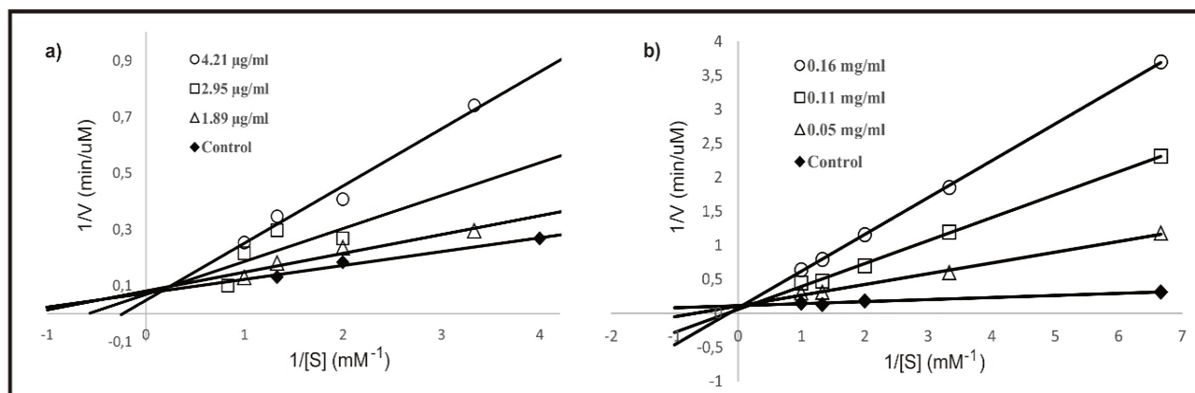 a)
4.21 µg/ml
2.95 µg/ml
1.89 µg/ml
Control
1/V (min/uM)
0,9
0,7
0,5
0,3
0,1
0,1
-1 0 1 2 3 4
1/[S] (mM⁻¹)
b)
0.16 mg/ml
0.11 mg/ml
0.05 mg/ml
Control
1/V (min/uM)
4
3,5
3
2,5
2
1,5
1
0,5
0
-0,5
-1
-2 -1 0 1 2 3 4 5 6 7
1/[S] (mM⁻¹)